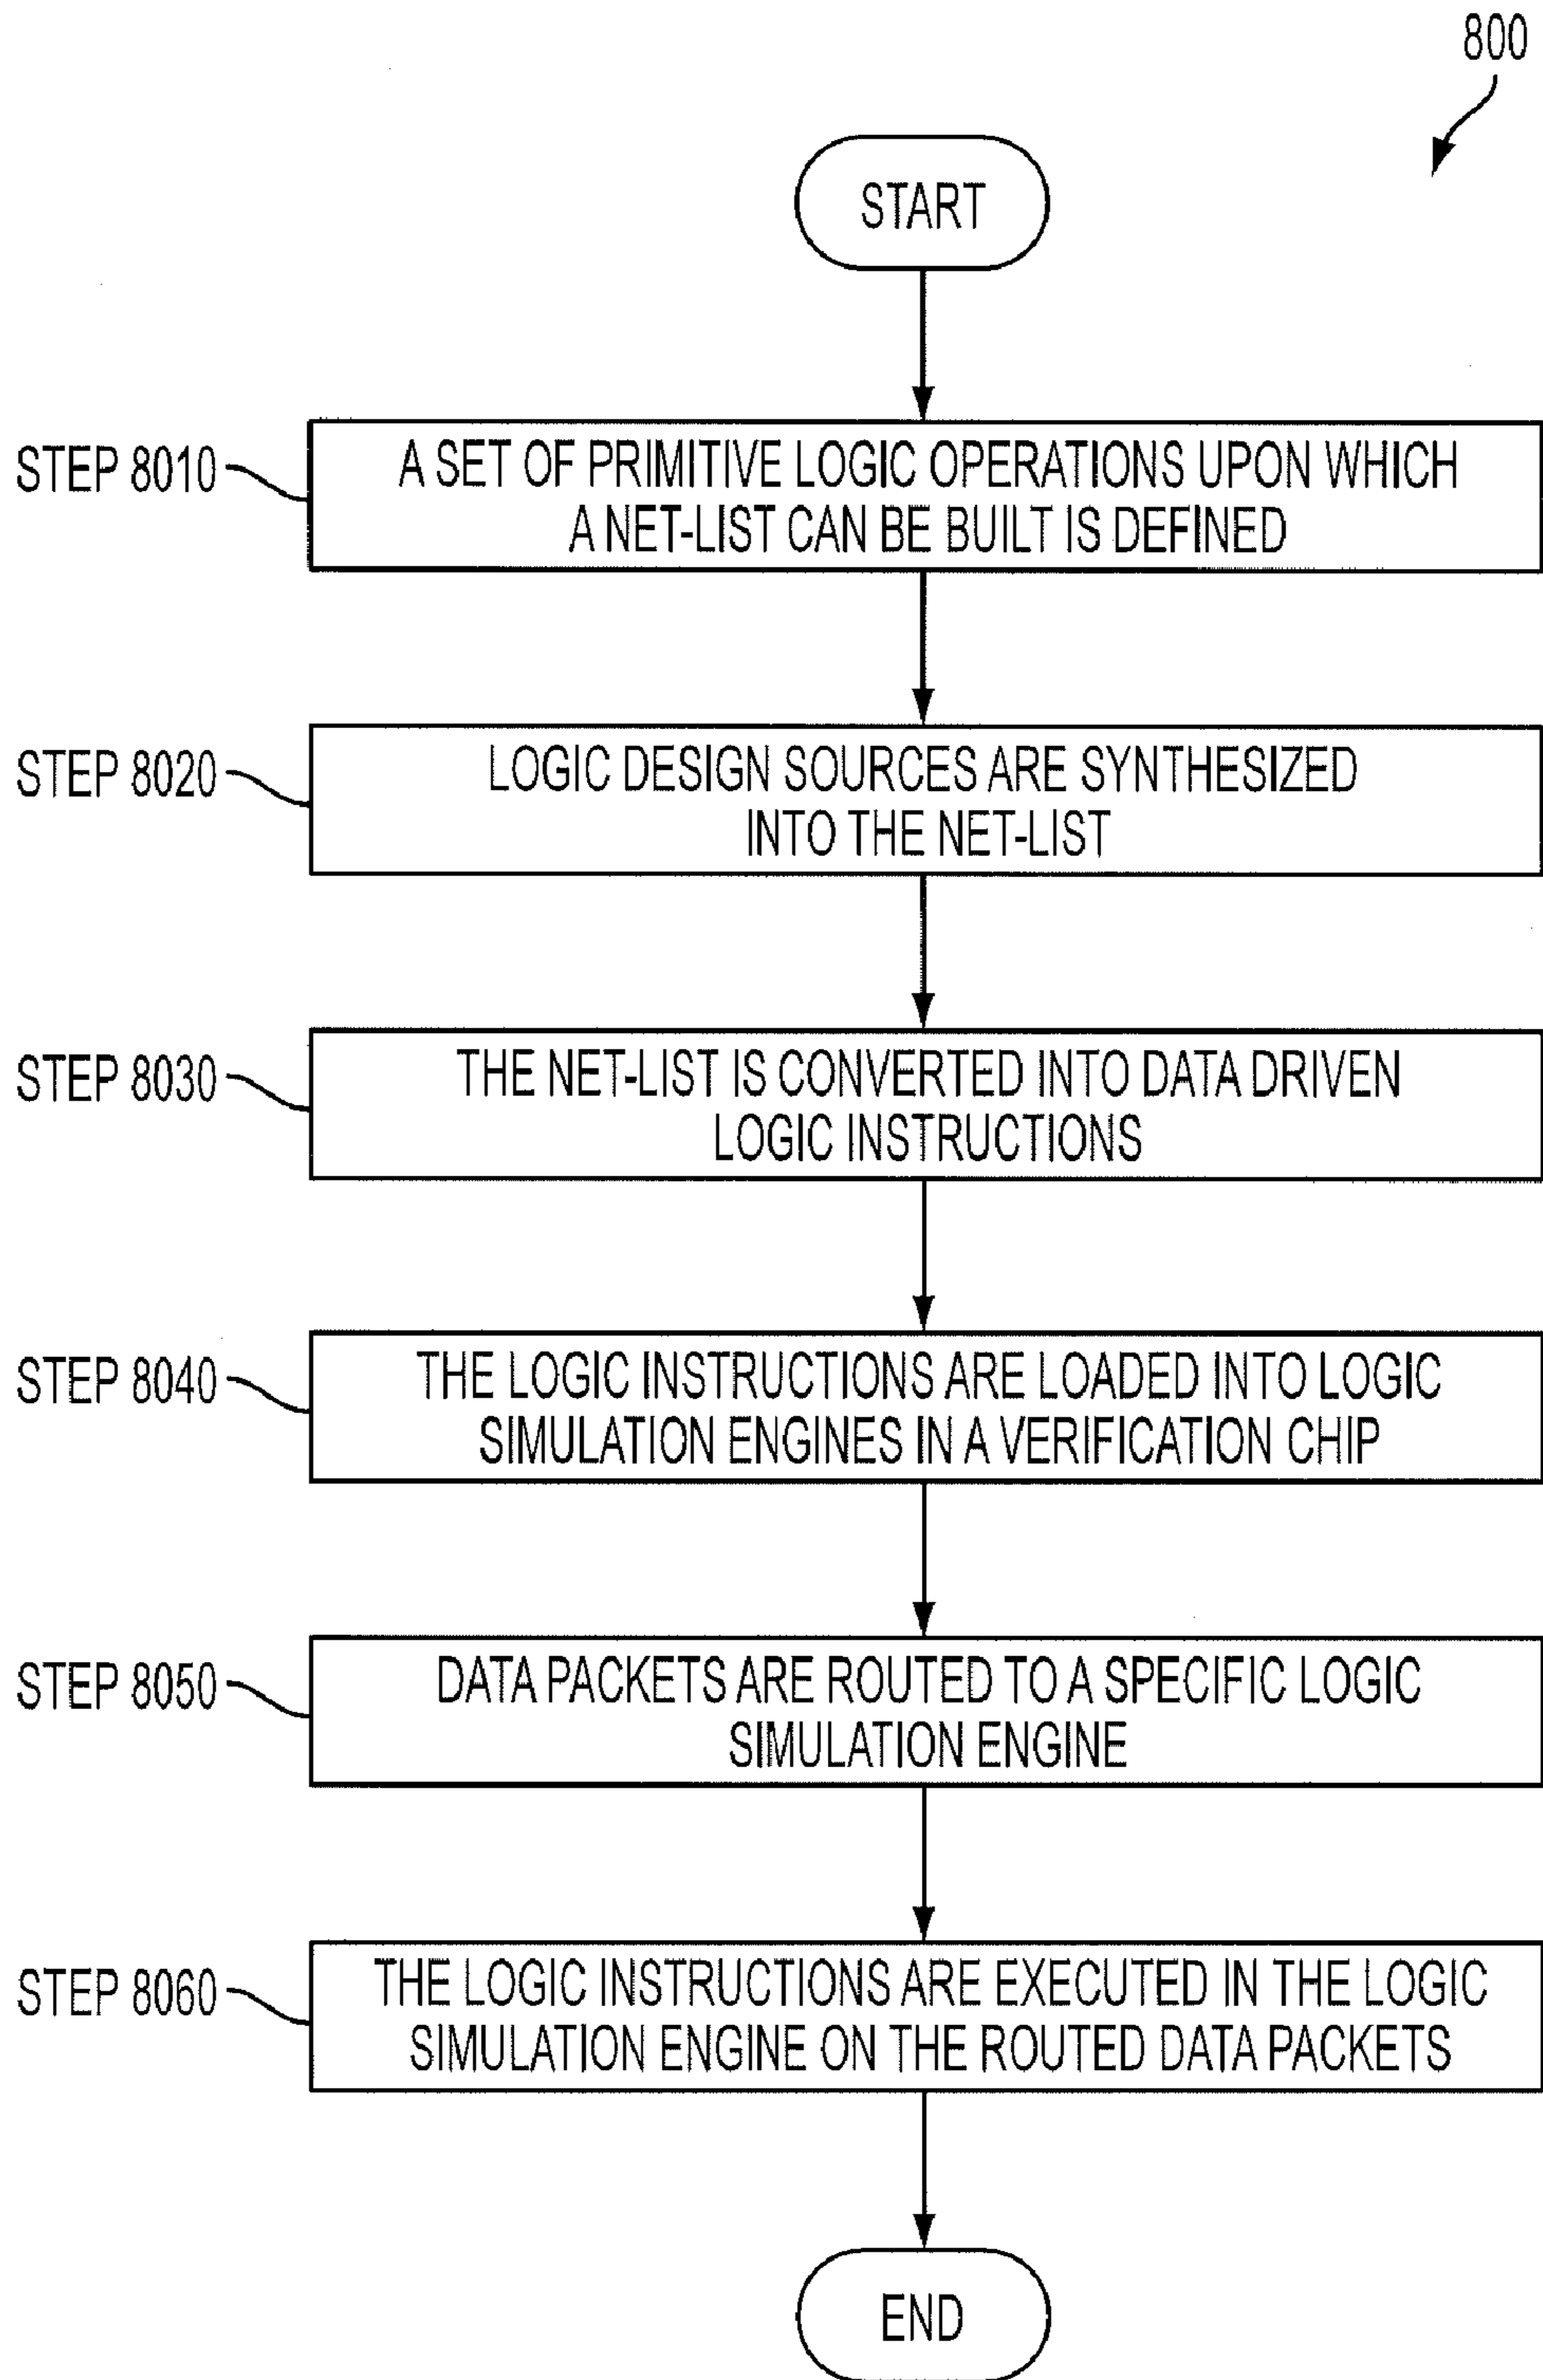 800
START
STEP 8010
A SET OF PRIMITIVE LOGIC OPERATIONS UPON WHICH
A NET-LIST CAN BE BUILT IS DEFINED
STEP 8020
LOGIC DESIGN SOURCES ARE SYNTHESIZED
INTO THE NET-LIST
STEP 8030
THE NET-LIST IS CONVERTED INTO DATA DRIVEN
LOGIC INSTRUCTIONS
STEP 8040
THE LOGIC INSTRUCTIONS ARE LOADED INTO LOGIC
SIMULATION ENGINES IN A VERIFICATION CHIP
STEP 8050
DATA PACKETS ARE ROUTED TO A SPECIFIC LOGIC
SIMULATION ENGINE
STEP 8060
THE LOGIC INSTRUCTIONS ARE EXECUTED IN THE LOGIC
SIMULATION ENGINE ON THE ROUTED DATA PACKETS
END